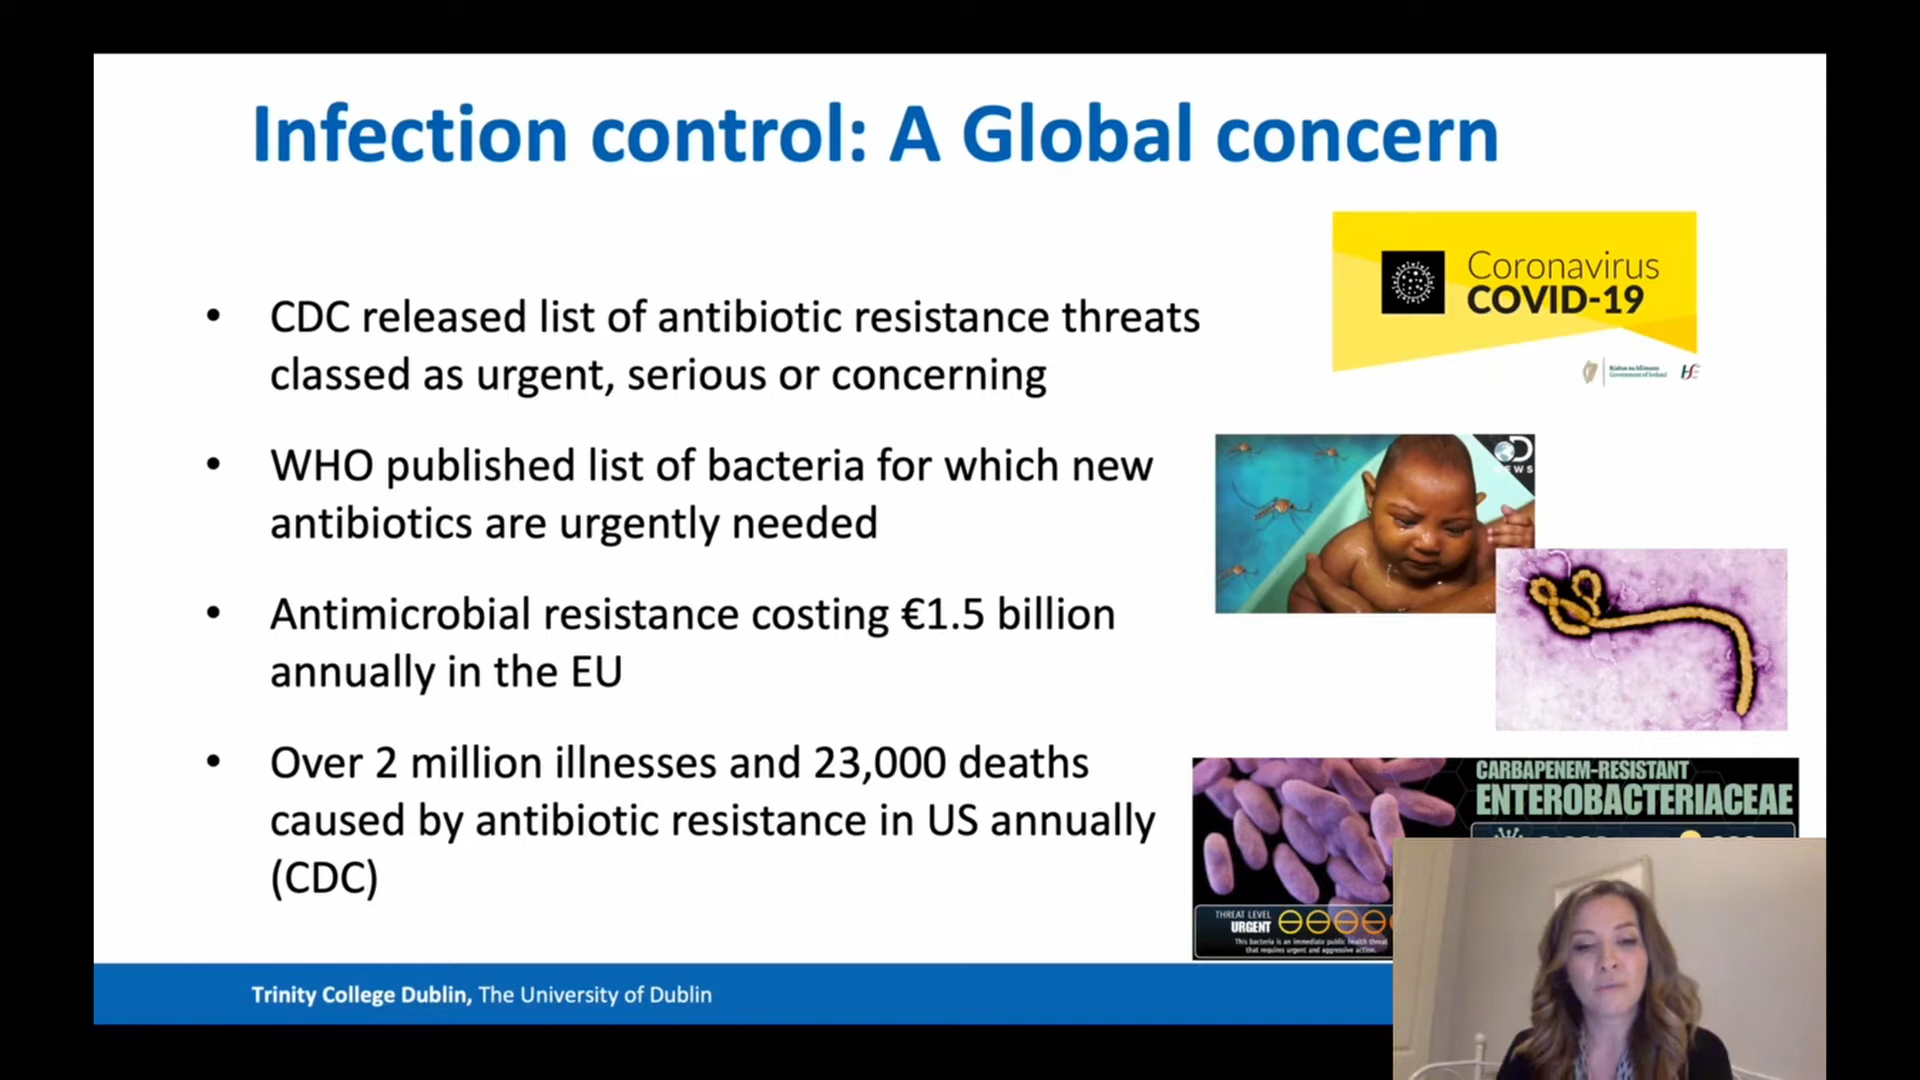 Infection control: A Global concern
• CDC released list of antibiotic resistance threats
classed as urgent, serious or concerning
• WHO published list of bacteria for which new
antibiotics are urgently needed
• Antimicrobial resistance costing €1.5 billion
annually in the EU
• Over 2 million illnesses and 23,000 deaths
caused by antibiotic resistance in US annually
(CDC)
Coronavirus
COVID-19
Rialtas na hÉireann
Government of Ireland
NEWS
CARBAPENEM-RESISTANT
ENTEROBACTERIACEAE
THREAT LEVEL
URGENT
This bacteria is an immediate public health threat
that requires urgent and aggressive action.
Trinity College Dublin, The University of Dublin